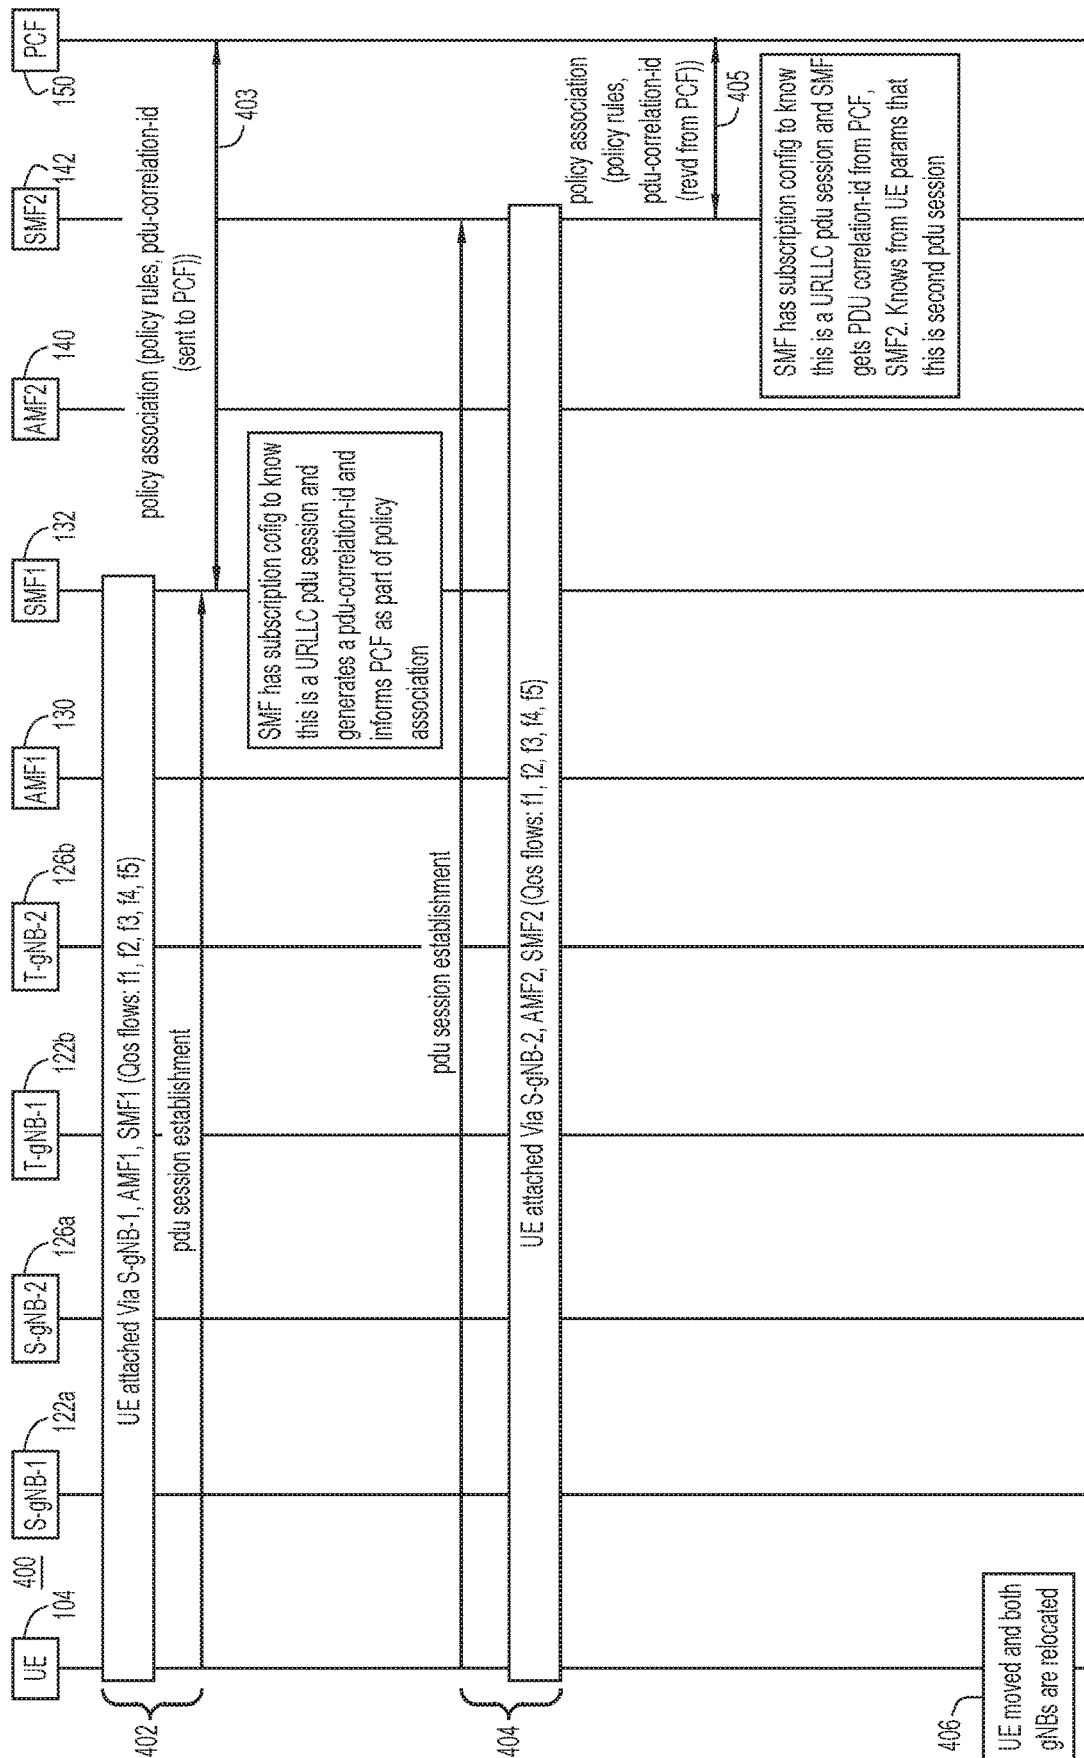 400
UE
104
S-gNB-1
122a
S-gNB-2
126a
T-gNB-1
122b
T-gNB-2
126b
AMF1
130
SMF1
132
AMF2
140
SMF2
142
PCF
150
402
UE attached Via S-gNB-1, AMF1, SMF1 (Qos flows: f1, f2, f3, f4, f5)
pdu session establishment
policy association (policy rules, pdu-correlation-id
(sent to PCF))
403
SMF has subscription cofig to know
this is a URLLC pdu session and
generates a pdu-correlation-id and
informs PCF as part of policy
association
404
pdu session establishment
UE attached Via S-gNB-2, AMF2, SMF2 (Qos flows: f1, f2, f3, f4, f5)
policy association
(policy rules,
pdu-correlation-id
(revd from PCF))
405
SMF has subscription config to know
this is a URLLC pdu session and SMF
gets PDU correlation-id from PCF,
SMF2. Knows from UE params that
this is second pdu session
406
UE moved and both
gNBs are relocated